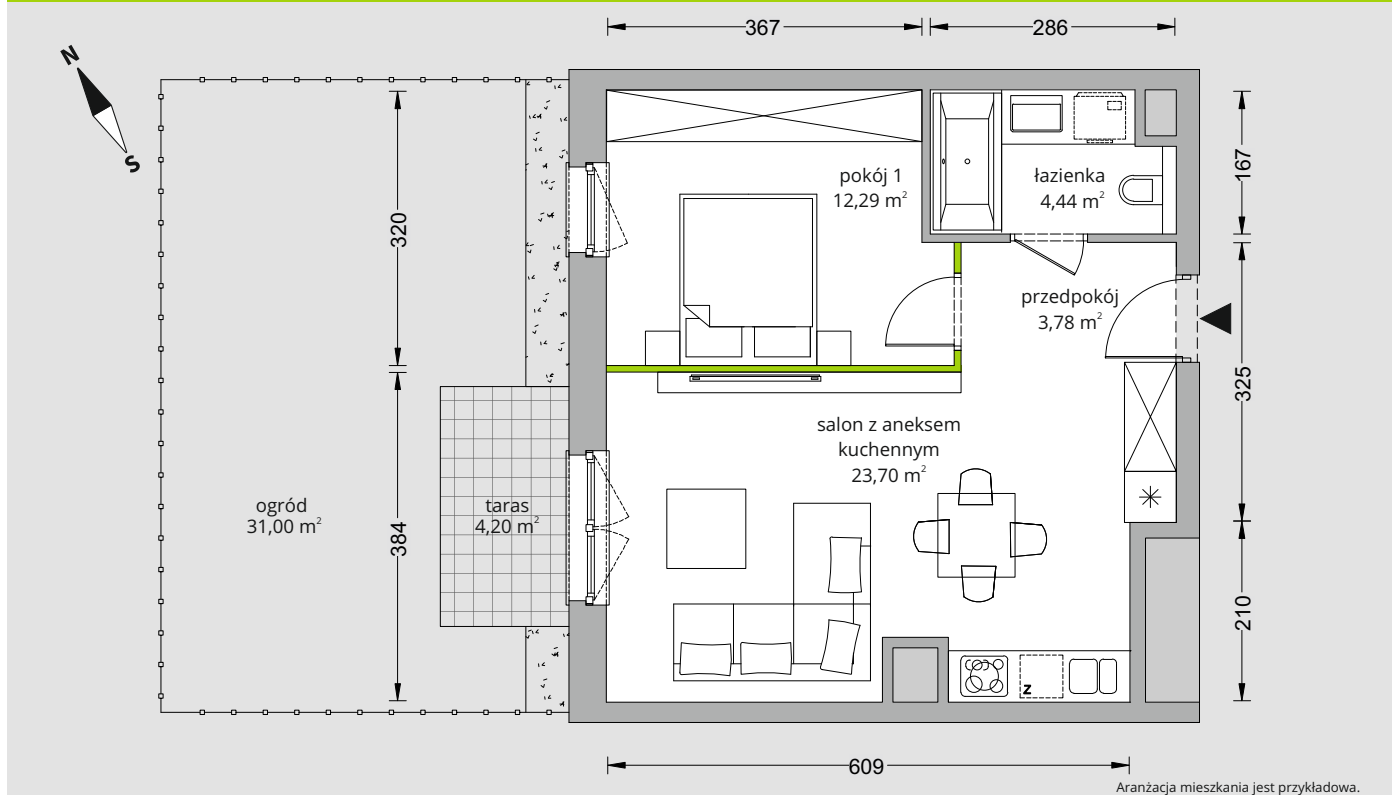 367
286
N
S
320
384
pokój 1
12,29 m²
łazienka
4,44 m²
167
przedpokój
3,78 m²
325
salon z aneksem
kuchennym
23,70 m²
ogród
31,00 m²
taras
4,20 m²
210
z
609
Aranżacja mieszkania jest przykładowa.